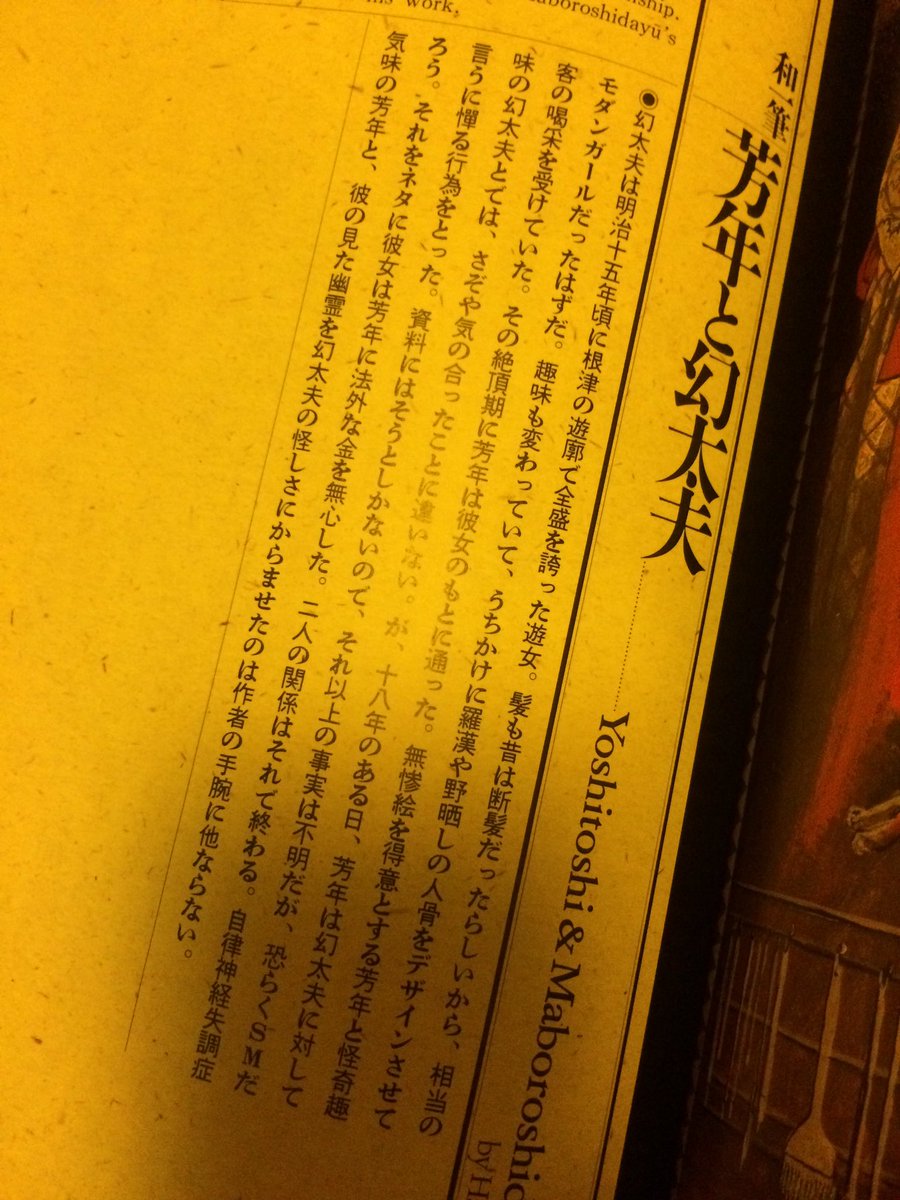 aboroshidayū's
work,
和一筆
芳年と幻太夫
Yoshitoshi & Maboroshid
by H
◉幻太夫は明治十五年頃に根津の遊廓で全盛を誇った遊女。髪も昔は断髪だったらしいから、相当の
モダンガールだったはずだ。趣味も変わっていて、うちかけに羅漢や野晒しの人骨をデザインさせて
客の喝采を受けていた。その絶頂期に芳年は彼女のもとに通った。無惨絵を得意とする芳年と怪奇趣
味の幻太夫とでは、さぞや気の合ったことに違いない。が、十八年のある日、芳年は幻太夫に対して
言うに憚る行為をとった。資料にはそうとしかないので、それ以上の事実は不明だが、恐らくSMだ
ろう。それをネタに彼女は芳年に法外な金を無心した。二人の関係はそれで終わる。自律神経失調症
気味の芳年と、彼の見た幽霊を幻太夫の怪しさにからませたのは作者の手腕に他ならない。